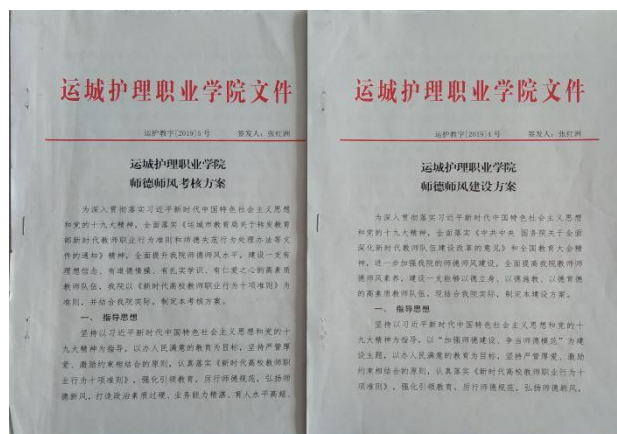 运城护理职业学院文件
运护教字[2019]5号 签发人：张红洲
运城护理职业学院
师德师风考核方案
为深入贯彻落实习近平新时代中国特色社会主义思想
和党的十九大精神，全面落实《运城市教育局关于转发教育
部新时代教师职业行为准则和师德失范行为处理办法等文
件的通知》精神，全面提升我院师德师风水平，建设一支有
理想信念、有道德情操、有扎实学识、有仁爱之心的高素质
教师队伍，我院以《新时代高校教师职业行为十项准则》为
准则，并结合我院实际，制定本考核方案。
一、指导思想
坚持以习近平新时代中国特色社会主义思想和党的十
九大精神为指导，以办人民满意的教育为目标，坚持严管厚
爱、激励约束相结合的原则，认真落实《新时代高校教师职
业行为十项准则》，强化引领教育，厉行师德规范，弘扬师
德新风，打造政治素质过硬、业务能力精湛、育人水平高超、
运城护理职业学院文件
运护教字[2019]4号 签发人：张红洲
运城护理职业学院
师德师风建设方案
为深入贯彻落实习近平新时代中国特色社会主义思想
和党的十九大精神，全面落实《中共中央 国务院关于全面
深化新时代教师队伍建设改革的意见》和全国教育大会精
神，进一步加强我院的师德师风建设，全面提高我院教师师
德师风素养，建设一支能够以德立身、以德施教、以德育德
的高素质教师队伍，现结合我院实际，制定本建设方案。
一、指导思想
坚持以习近平新时代中国特色社会主义思想和党的十
九大精神为指导，以“加强师德建设、争当师德模范”为建
设主题，以办人民满意的教育为目标，坚持严管厚爱、激励
约束相结合的原则，认真落实《新时代高校教师职业行为十
项准则》，强化引领教育，厉行师德规范，弘扬师德新风，